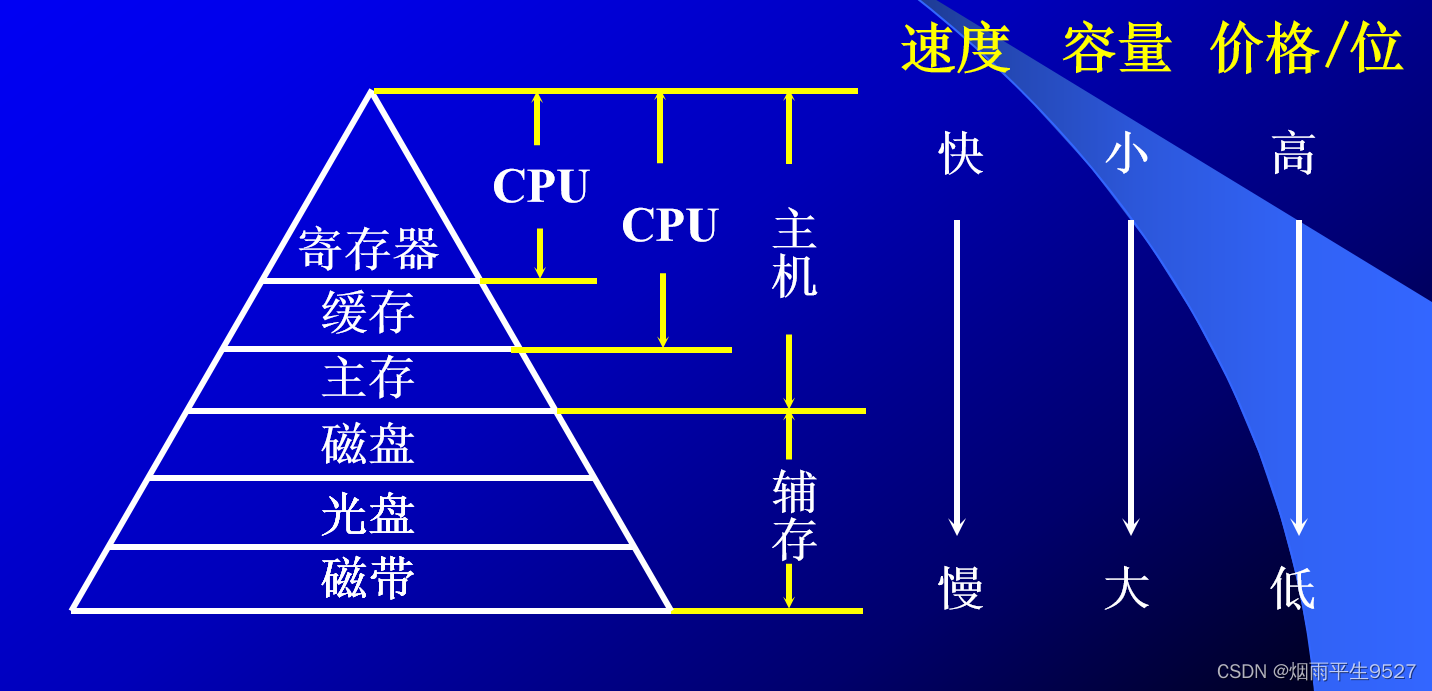 速度 容量 价格/位
快 小 高
CPU
CPU
主机
寄存器
缓存
主存
磁盘
光盘
磁带
辅存
慢 大 低
CSDN @烟雨平生9527